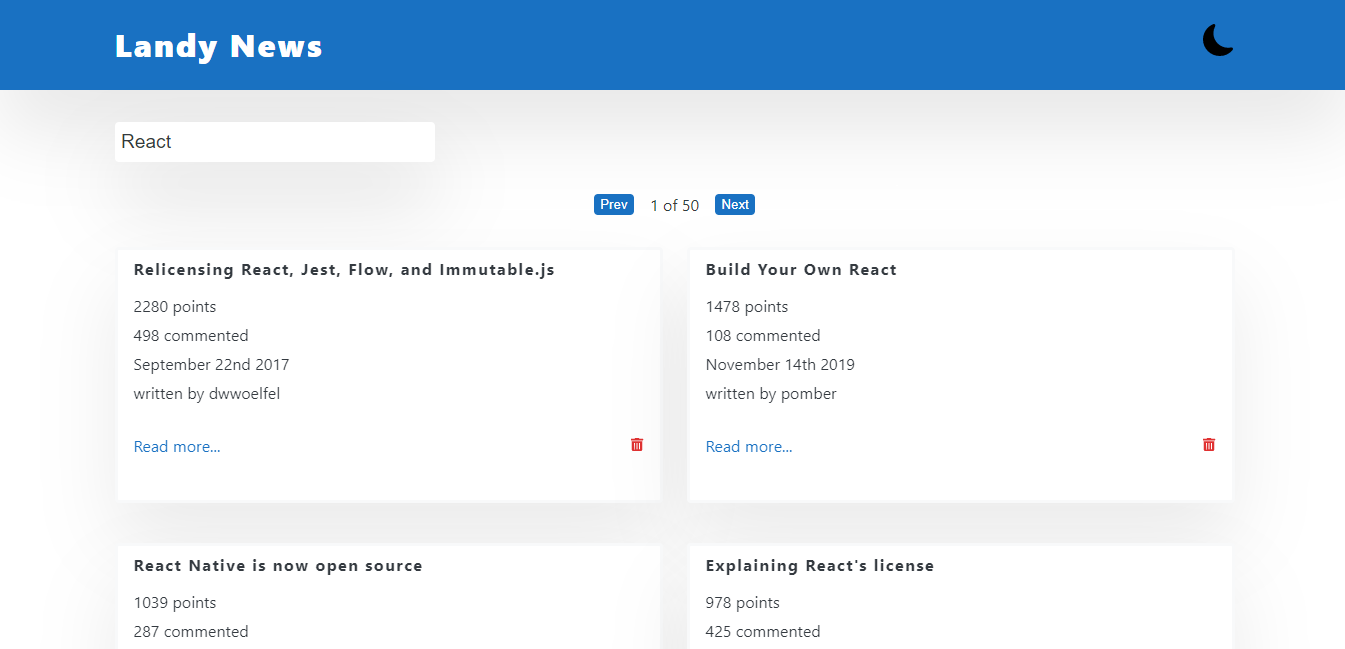 Landy News
React
Prev 1 of 50 Next
Relicensing React, Jest, Flow, and Immutable.js
2280 points
498 commented
September 22nd 2017
written by dwwoelfel
Read more...
Build Your Own React
1478 points
108 commented
November 14th 2019
written by pomber
Read more...
React Native is now open source
1039 points
287 commented
Explaining React's license
978 points
425 commented